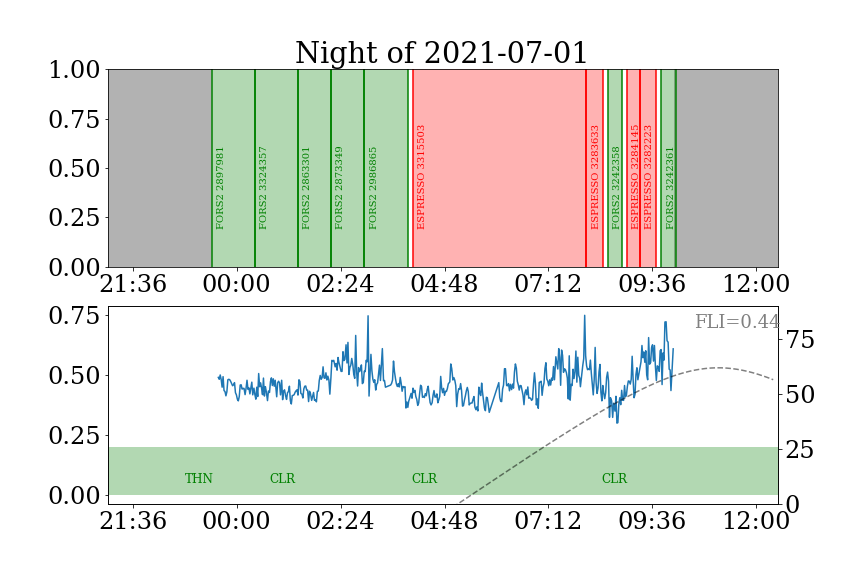 Night of 2021-07-01
1.00
0.75
0.50
0.25
0.00
FORS2 2897981
FORS2 3324357
FORS2 2863301
FORS2 2873349
FORS2 2986865
ESPRESSO 3315503
ESPRESSO 3283633
FORS2 3242358
ESPRESSO 3284145
ESPRESSO 3282223
FORS2 3242361
21:36 00:00 02:24 04:48 07:12 09:36 12:00
0.75
0.50
0.25
0.00
FLI=0.44
75
50
25
0
THN CLR CLR CLR
21:36 00:00 02:24 04:48 07:12 09:36 12:00